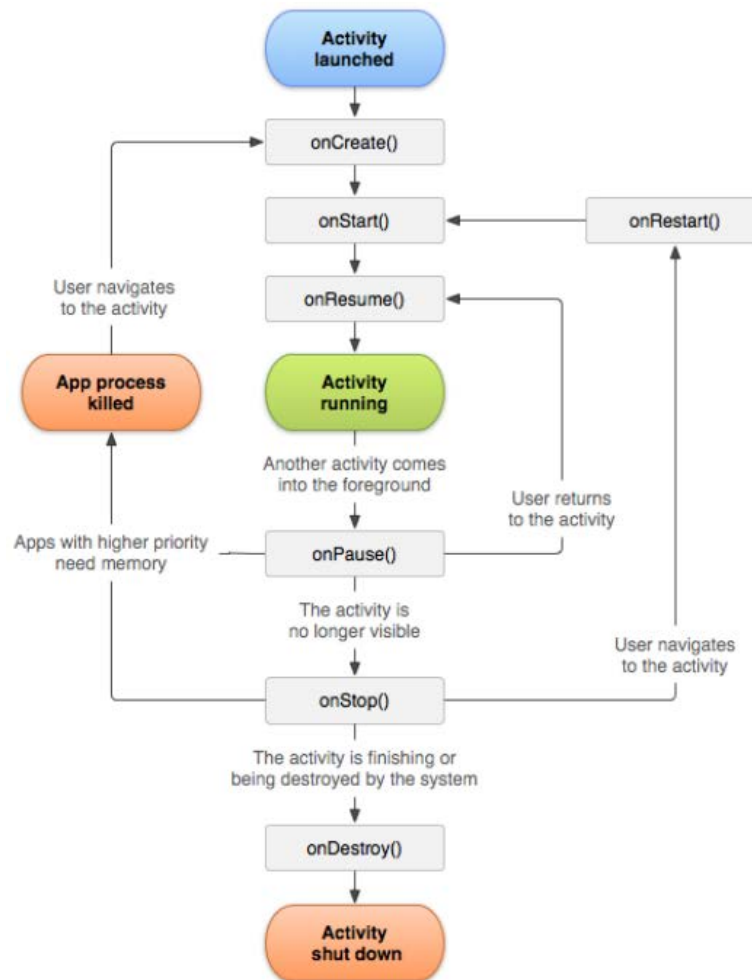 Activity
launched
onCreate()
onStart()
onRestart()
User navigates
to the activity
onResume()
App process
killed
Activity
running
Another activity comes
into the foreground
User returns
to the activity
Apps with higher priority
need memory
onPause()
The activity is
no longer visible
User navigates
to the activity
onStop()
The activity is finishing or
being destroyed by the system
onDestroy()
Activity
shut down